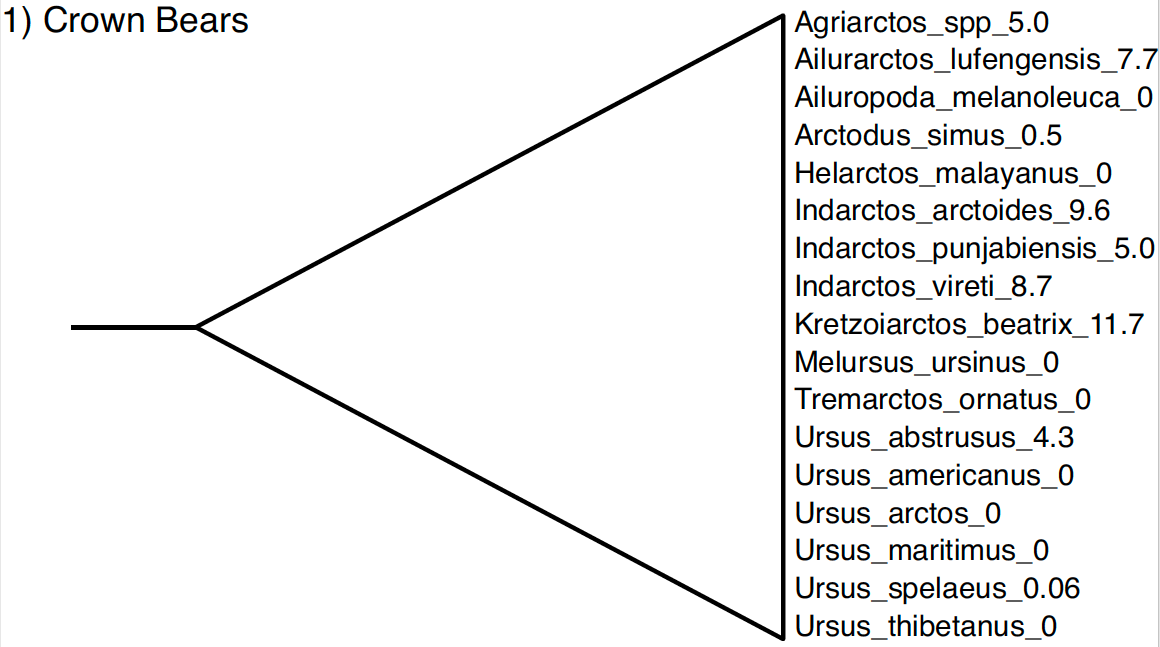 1) Crown Bears
Agriarctos_spp_5.0
Ailurarctos_lufengensis_7.7
Ailuropoda_melanoleuca_0
Arctodus_simus_0.5
Helarctos_malayanus_0
Indarctos_arctoides_9.6
Indarctos_punjabiensis_5.0
Indarctos_vireti_8.7
Kretzoiarctos_beatrix_11.7
Melursus_ursinus_0
Tremarctos_ornatus_0
Ursus_abstrusus_4.3
Ursus_americanus_0
Ursus_arctos_0
Ursus_maritimus_0
Ursus_spelaeus_0.06
Ursus_thibetanus_0